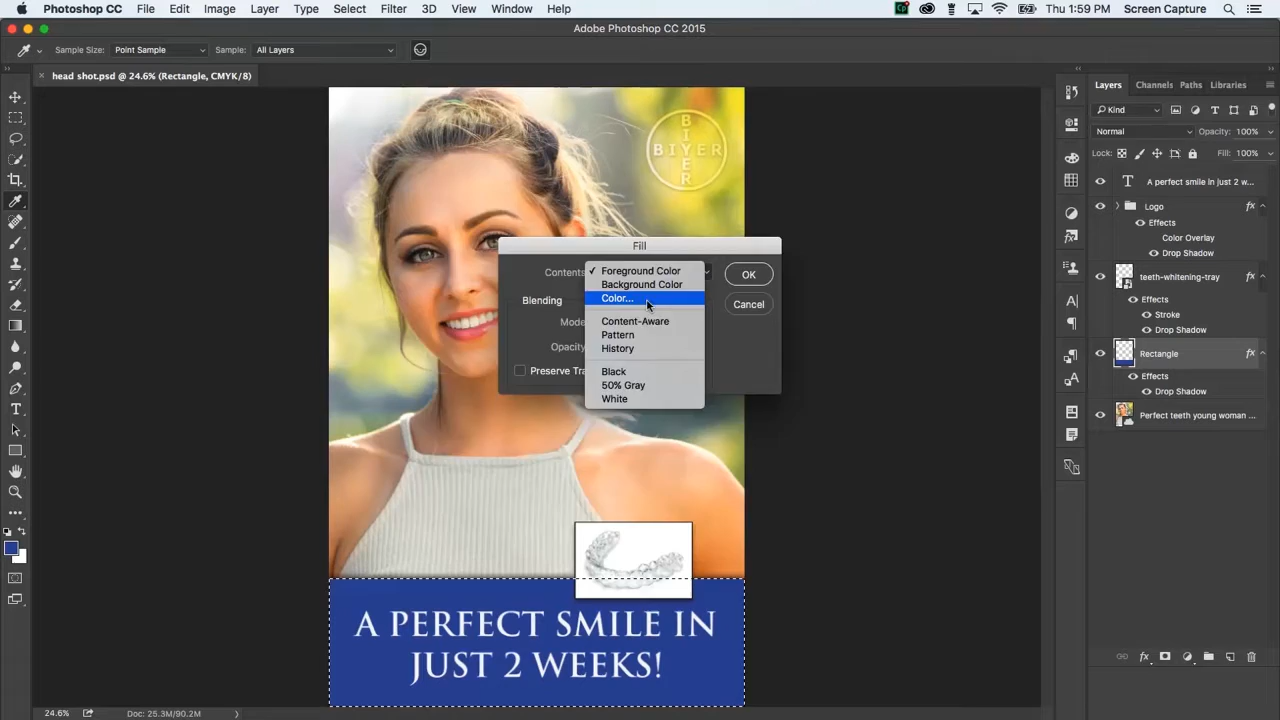 Photoshop CC File Edit Image Layer Type Select Filter 3D View Window Help Thu 1:59 PM Screen Capture
Adobe Photoshop CC 2015
Sample Size: Point Sample Sample: All Layers
× head shot.psd @ 24.6% (Rectangle, CMYK/8)
Layers Channels Paths Libraries
Kind
Normal Opacity: 100%
Lock: Fill: 100%
A perfect smile in just 2 w...
Logo fx
Effects
Color Overlay
Drop Shadow
teeth-whitening-tray fx
Effects
Stroke
Drop Shadow
Rectangle fx
Effects
Drop Shadow
Perfect teeth young woman ...
BIYER
BIYER
Fill
Contents
✓ Foreground Color
Background Color
Color...
Content-Aware
Pattern
History
Black
50% Gray
White
OK
Cancel
Blending
Mode
Opacity
Preserve Tra
A PERFECT SMILE IN
JUST 2 WEEKS!
24.6% Doc: 25.3M/90.2M